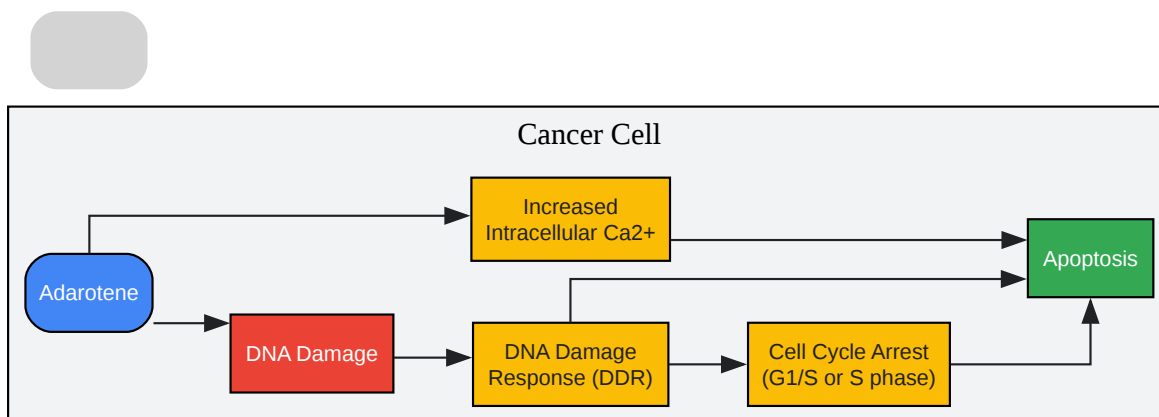 Cancer Cell
Increased
Intracellular Ca2+
Apoptosis
Adarotene
DNA Damage
DNA Damage
Response (DDR)
Cell Cycle Arrest
(G1/S or S phase)